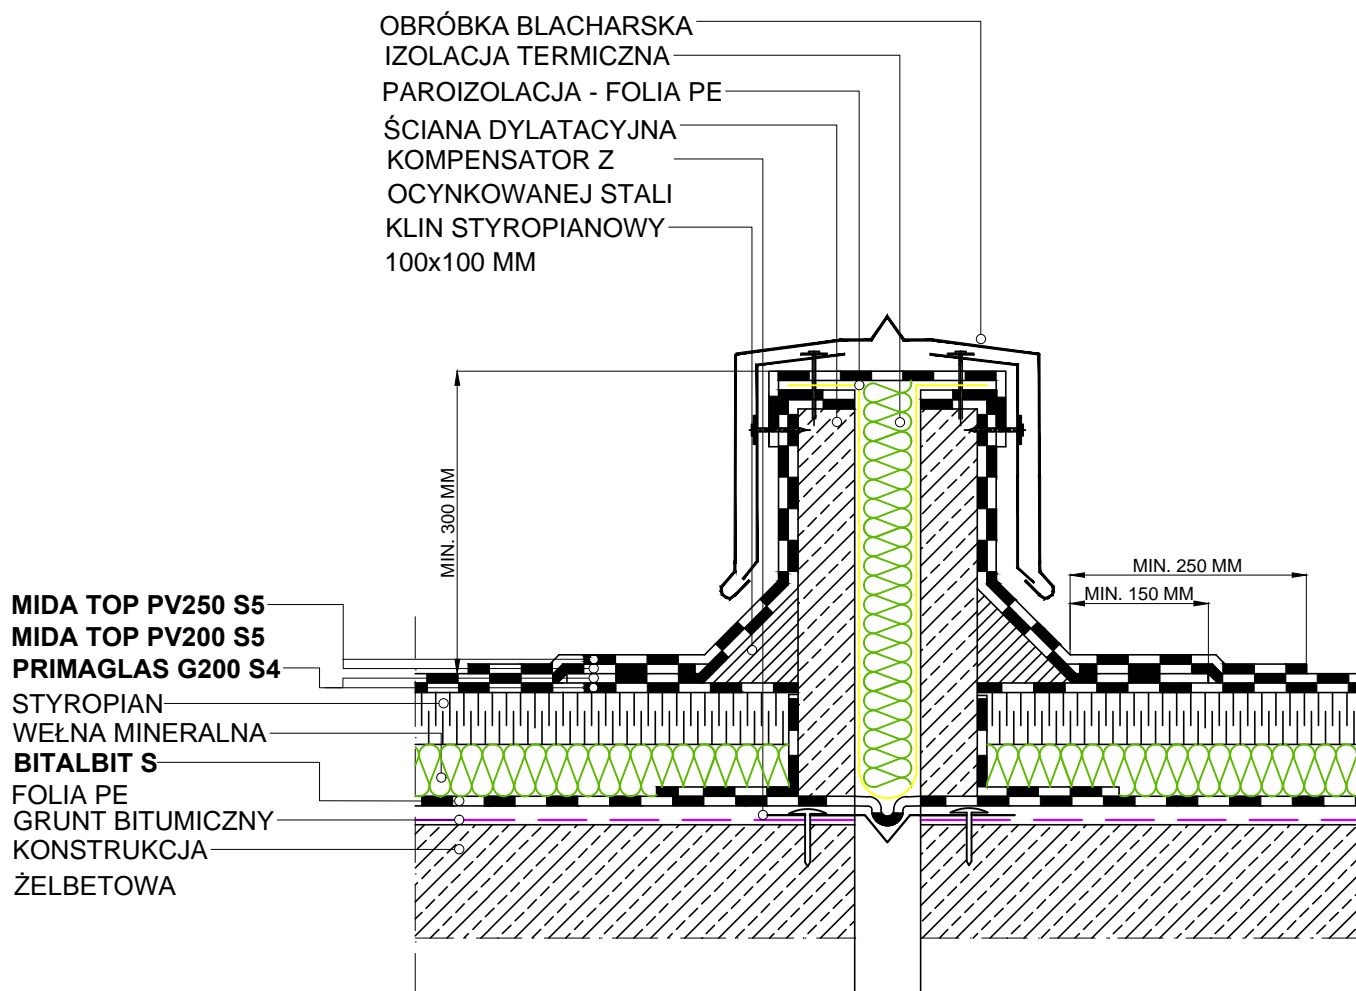 OBRÓBKA BLACHARSKA
IZOLACJA TERMICZNA
PAROIZOLACJA - FOLIA PE
ŚCIANA DYLATACYJNA
KOMPENSATOR Z
OCYNKOWANEJ STALI
KLIN STYROPIANOWY
100x100 MM
MIN. 300 MM
MIN. 250 MM
MIN. 150 MM
MIDA TOP PV250 S5
MIDA TOP PV200 S5
PRIMAGLAS G200 S4
STYROPIAN
WEŁNA MINERALNA
BITALBIT S
FOLIA PE
GRUNT BITUMICZNY
KONSTRUKCJA
ŻELBETOWA